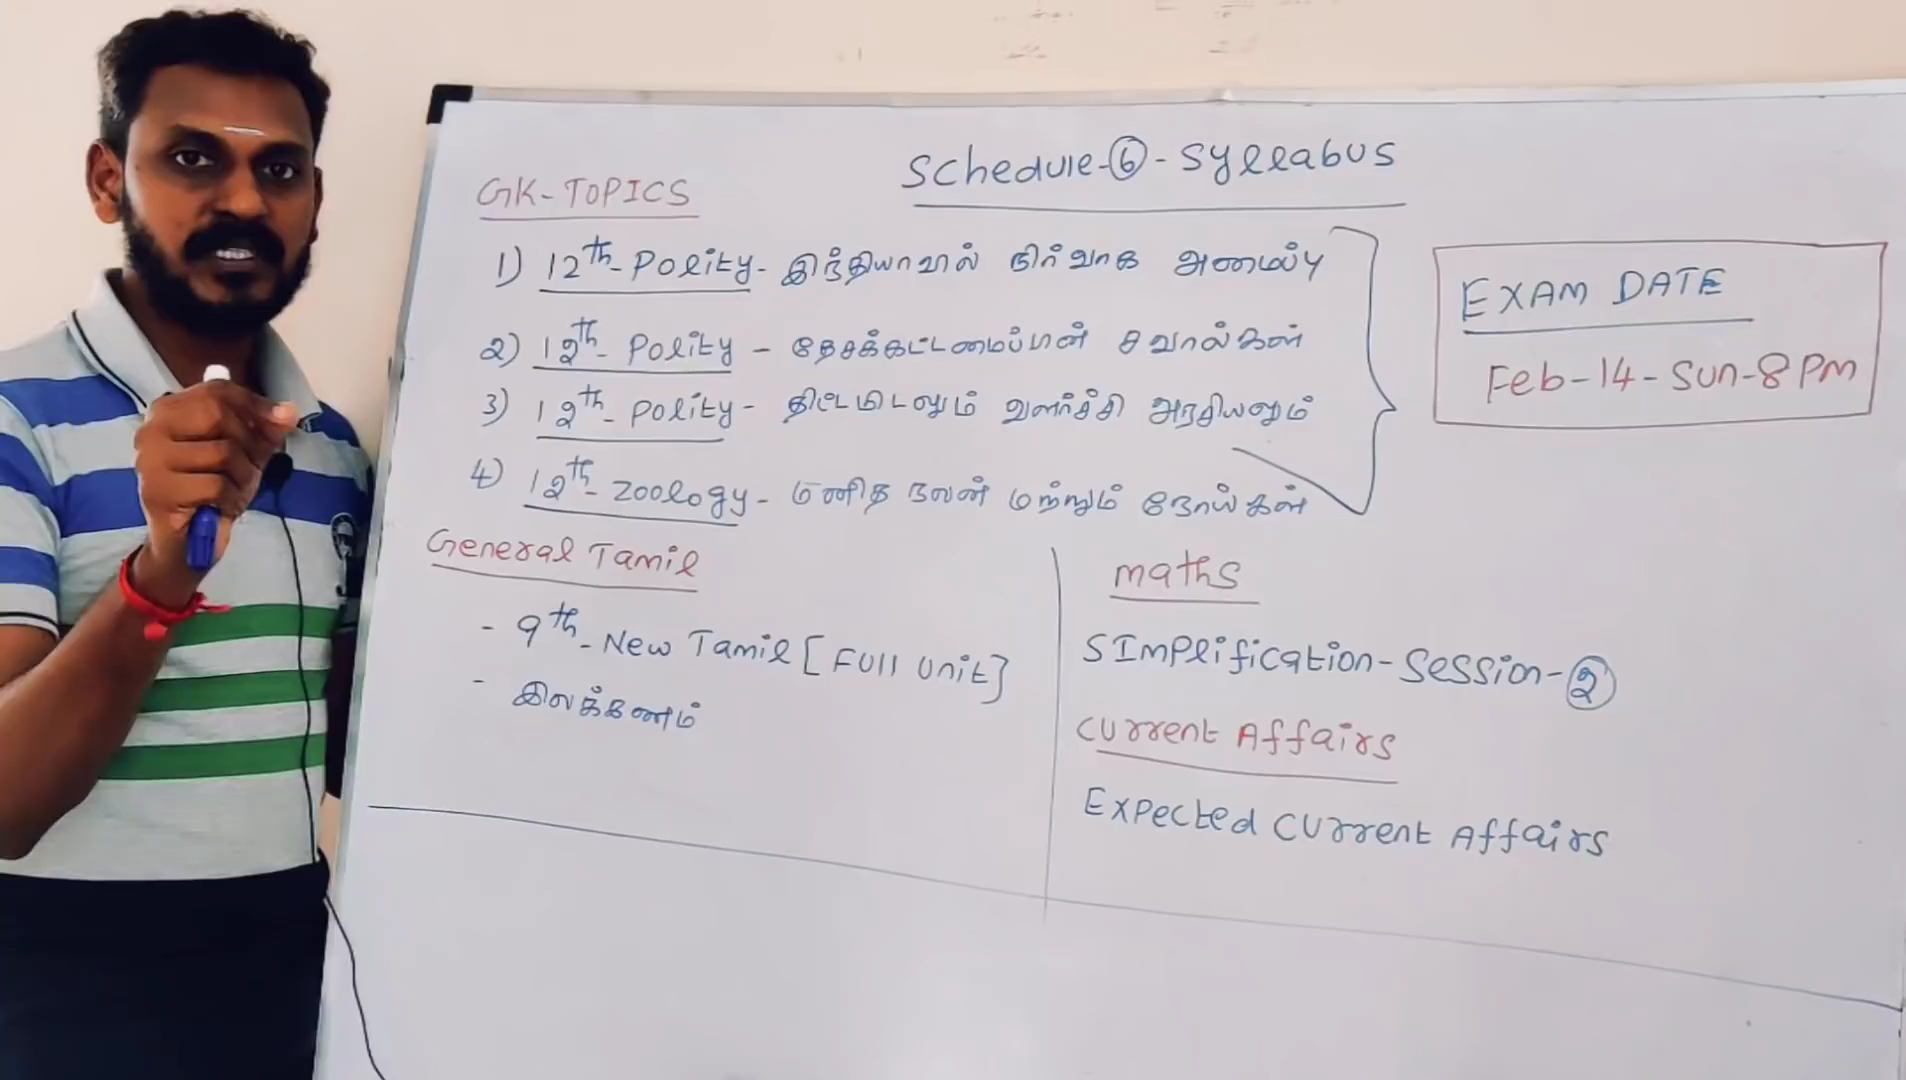 Schedule-6-Syllabus
GK-TOPICS
1) 12th-Polity- இந்தியாவில் நிர்வாக அமைப்பு
2) 12th-Polity- தேசக்கட்டமைப்பின் சவால்கள்
3) 12th-Polity- திட்டமிடலும் வளர்ச்சி அரசியலும்
4) 12th-Zoology- மனித நலன் மற்றும் நோய்கள்
EXAM DATE
Feb-14-Sun-8PM
General Tamil
- 9th-New Tamil [Full Unit]
- இலக்கணம்
Maths
SImplification-Session-2
Current Affairs
Expected Current Affairs